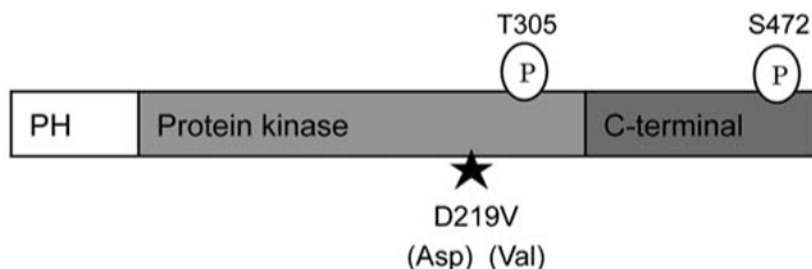 T305 S472
P P
PH Protein kinase C-terminal
D219V
(Asp) (Val)